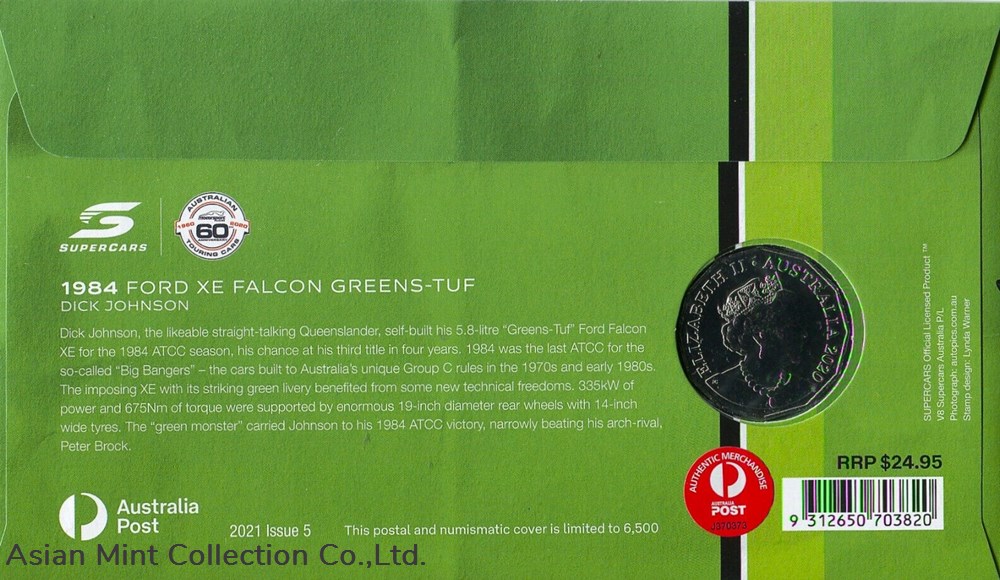 SUPERCARS
AUSTRALIAN
1960 60 2020
TOURING CARS
1984 FORD XE FALCON GREENS-TUF
DICK JOHNSON
Dick Johnson, the likeable straight-talking Queenslander, self-built his 5.8-litre “Greens-Tuf” Ford Falcon
XE for the 1984 ATCC season, his chance at his third title in four years. 1984 was the last ATCC for the
so-called “Big Bangers” – the cars built to Australia’s unique Group C rules in the 1970s and early 1980s.
The imposing XE with its striking green livery benefited from some new technical freedoms. 335kW of
power and 675Nm of torque were supported by enormous 19-inch diameter rear wheels with 14-inch
wide tyres. The “green monster” carried Johnson to his 1984 ATCC victory, narrowly beating his arch-rival,
Peter Brock.
Australia
Post
2021 Issue 5
This postal and numismatic cover is limited to 6,500
ELIZABETH II • AUSTRALIA 2020
AUTHENTIC MERCHANDISE
AUSTRALIA
POST
J370373
RRP $24.95
9 312650 703820
SUPERCARS Official Licensed Product ™
V8 Supercars Australia P/L
Photograph: autopics.com.au
Stamp design: Lynda Warner
Asian Mint Collection Co.,Ltd.